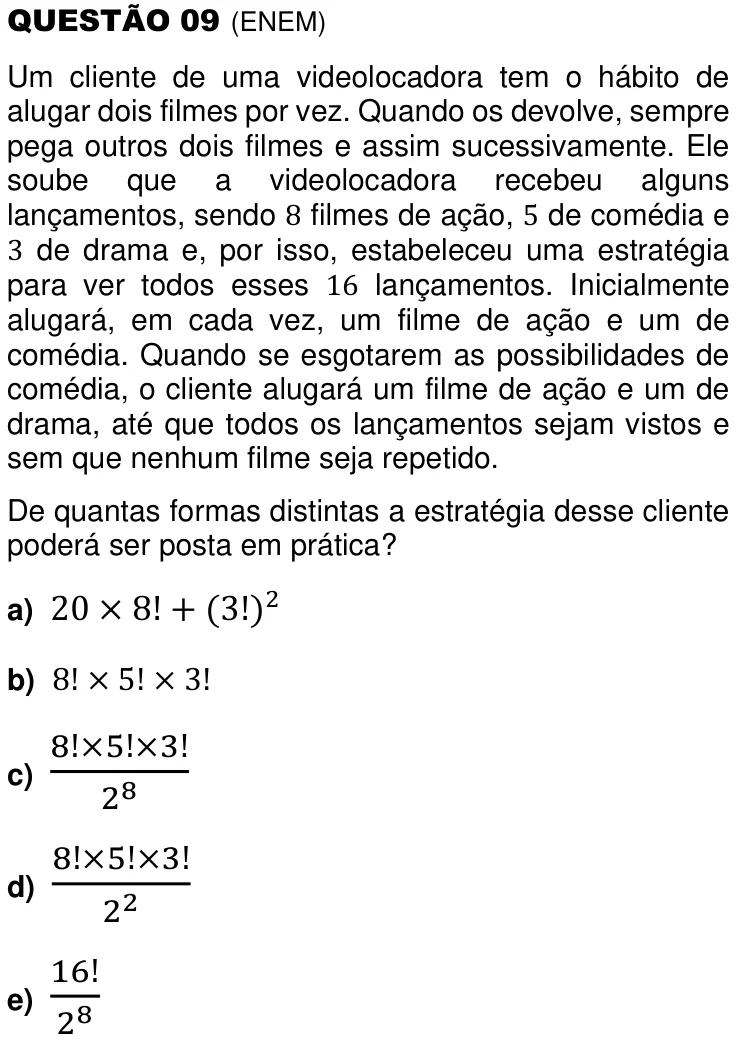 QUESTÃO 09 (ENEM)
Um cliente de uma videolocadora tem o hábito de
alugar dois filmes por vez. Quando os devolve, sempre
pega outros dois filmes e assim sucessivamente. Ele
soube que a videolocadora recebeu alguns
lançamentos, sendo 8 filmes de ação, 5 de comédia e
3 de drama e, por isso, estabeleceu uma estratégia
para ver todos esses 16 lançamentos. Inicialmente
alugará, em cada vez, um filme de ação e um de
comédia. Quando se esgotarem as possibilidades de
comédia, o cliente alugará um filme de ação e um de
drama, até que todos os lançamentos sejam vistos e
sem que nenhum filme seja repetido.
De quantas formas distintas a estratégia desse cliente
poderá ser posta em prática?
a) 20 × 8! + (3!)²
b) 8! × 5! × 3!
c) 8!×5!×3!
2⁸
d) 8!×5!×3!
2²
e) 16!
2⁸